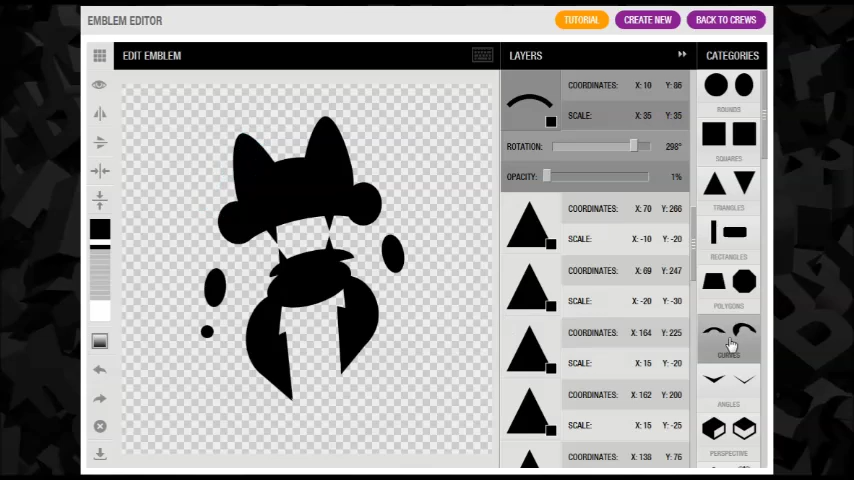 EMBLEM EDITOR
TUTORIAL
CREATE NEW
BACK TO CREWS
EDIT EMBLEM
LAYERS
CATEGORIES
COORDINATES: X: 10 Y: 86
SCALE: X: 35 Y: 35
ROTATION: 298°
OPACITY: 1%
COORDINATES: X: 70 Y: 266
SCALE: X: -10 Y: -20
COORDINATES: X: 69 Y: 247
SCALE: X: -20 Y: -30
COORDINATES: X: 164 Y: 225
SCALE: X: 15 Y: -20
COORDINATES: X: 162 Y: 200
SCALE: X: 15 Y: -25
COORDINATES: X: 138 Y: 76
ROUNDS
SQUARES
TRIANGLES
RECTANGLES
POLYGONS
CURVES
ANGLES
PERSPECTIVE